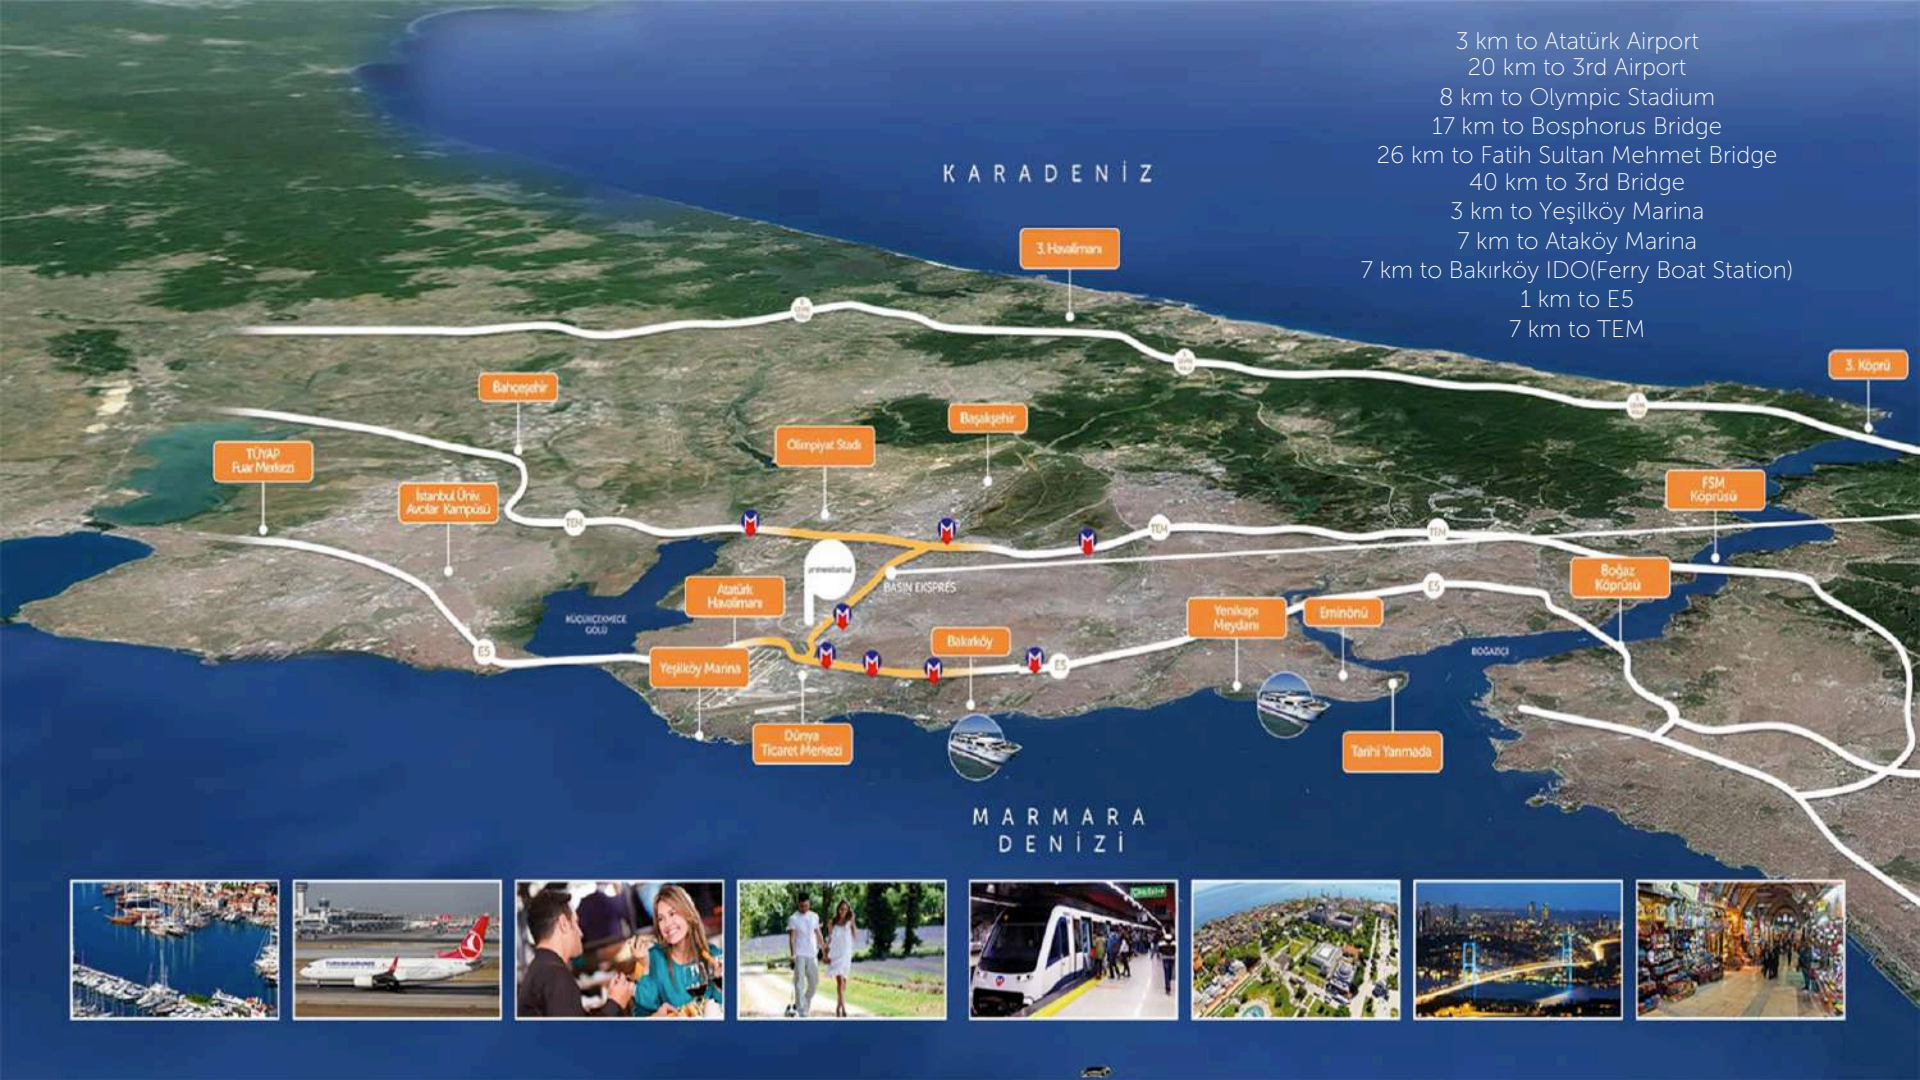 3 km to Atatürk Airport
20 km to 3rd Airport
8 km to Olympic Stadium
17 km to Bosphorus Bridge
26 km to Fatih Sultan Mehmet Bridge
40 km to 3rd Bridge
3 km to Yeşilköy Marina
7 km to Ataköy Marina
7 km to Bakırköy IDO(Ferry Boat Station)
1 km to E5
7 km to TEM
KARADENİZ
3. Havalimanı
3. Köprü
Bahçeşehir
Başakşehir
Olimpiyat Stadı
TÜYAP
Fuar Merkezi
İstanbul Üniv.
Avcılar Kampüsü
FSM
Köprüsü
TEM
TEM
TEM
primeistanbul
BASIN EKSPRES
Boğaz
Köprüsü
Atatürk
Havalimanı
E5
Yenikapı
Meydanı
Eminönü
KÜÇÜKÇEKMECE
GÖLÜ
Bakırköy
E5
BOĞAZİÇİ
E5
Yeşilköy Marina
Dünya
Ticaret Merkezi
Tarihi Yarımada
MARMARA
DENİZİ